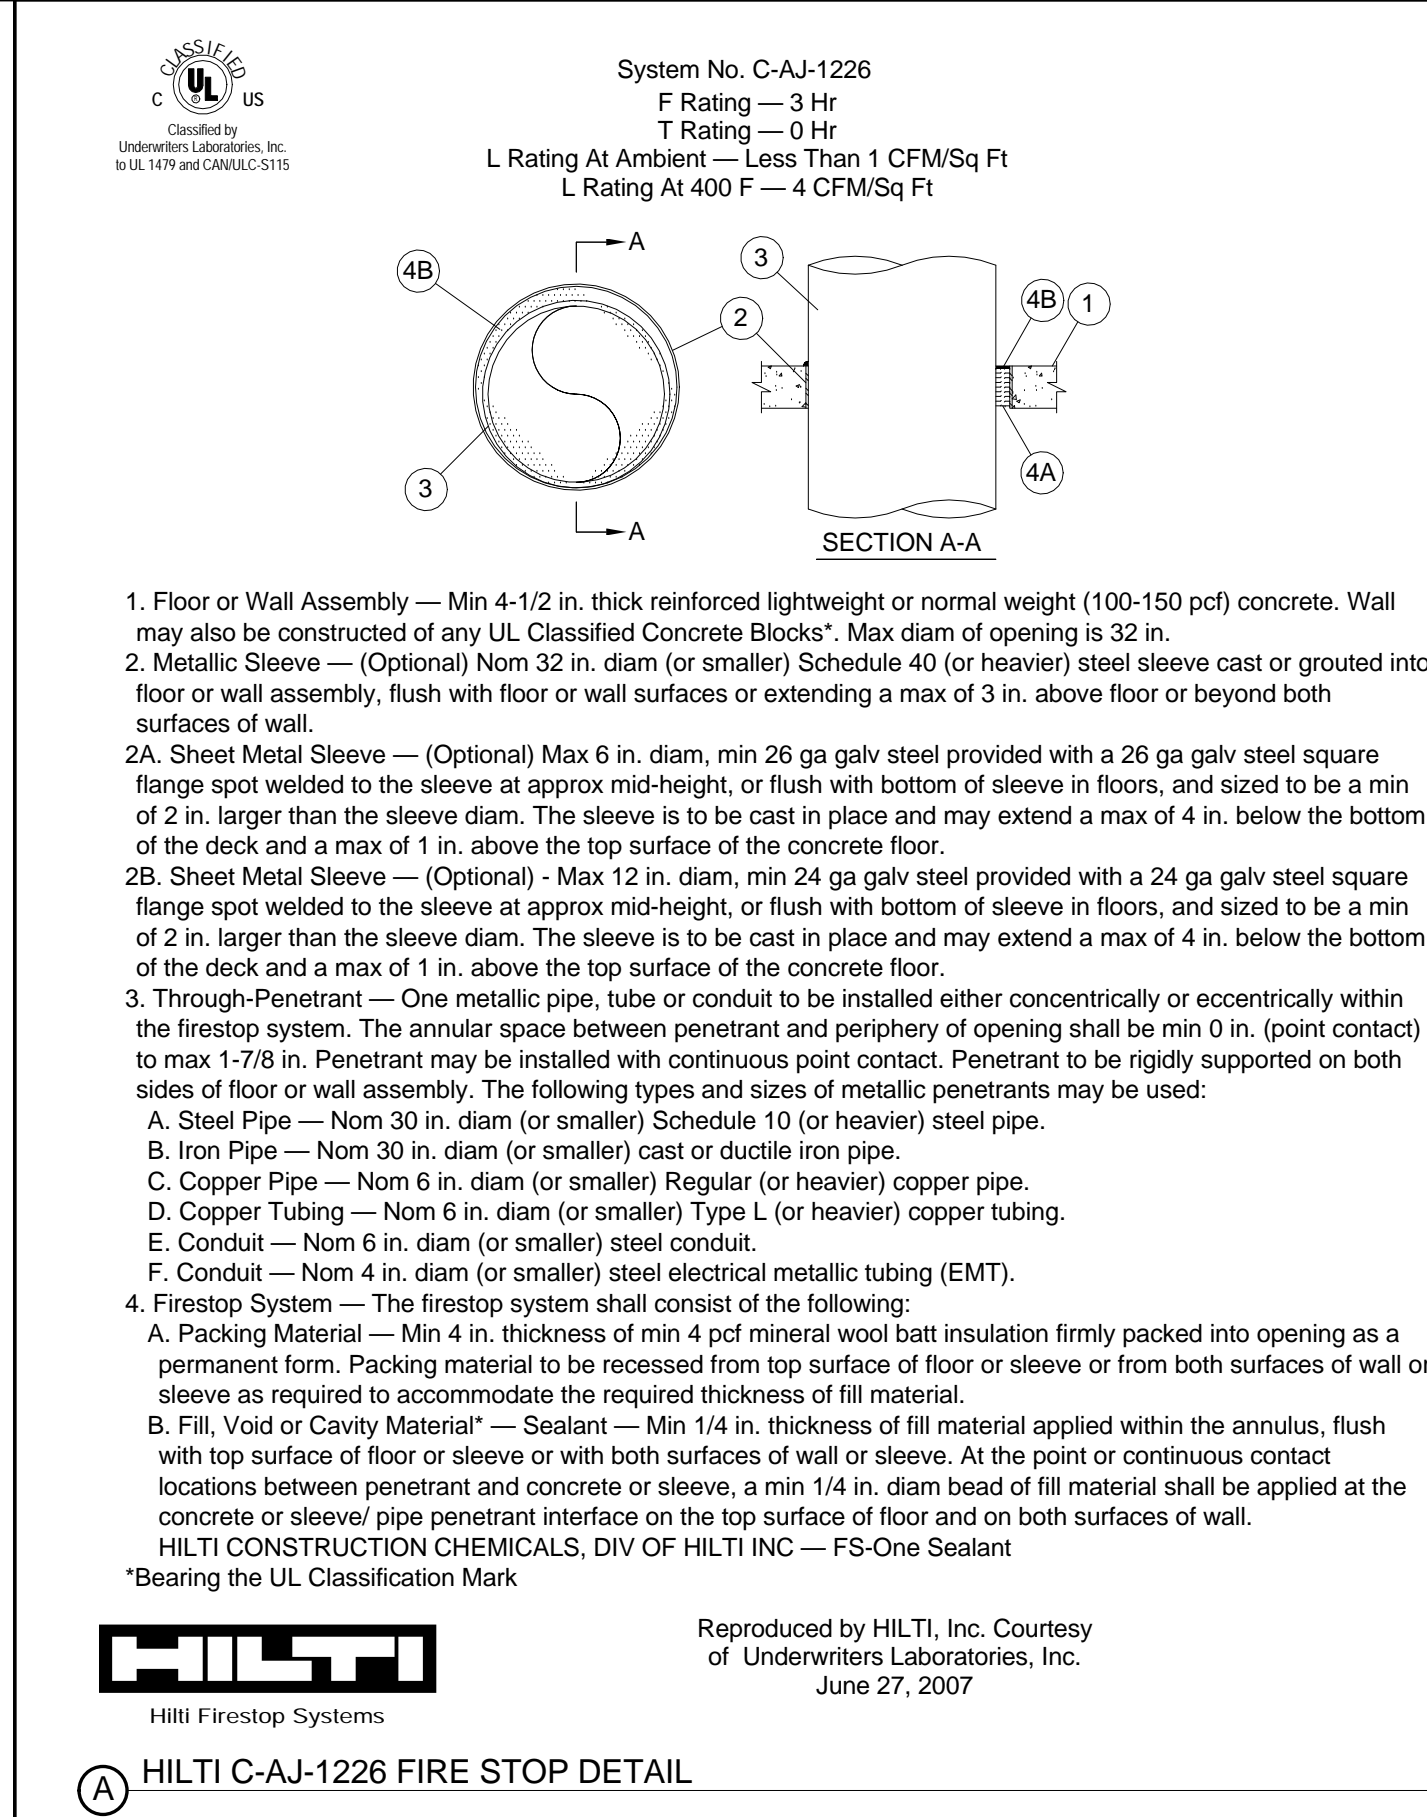 CLASSIFIED
C UL ® US
Classified by
Underwriters Laboratories, Inc.
to UL 1479 and CAN/ULC-S115
System No. C-AJ-1226
F Rating — 3 Hr
T Rating — 0 Hr
L Rating At Ambient — Less Than 1 CFM/Sq Ft
L Rating At 400 F — 4 CFM/Sq Ft
A
4B
3
2
4B
1
3
4A
A
SECTION A-A
1. Floor or Wall Assembly — Min 4-1/2 in. thick reinforced lightweight or normal weight (100-150 pcf) concrete. Wall
may also be constructed of any UL Classified Concrete Blocks*. Max diam of opening is 32 in.
2. Metallic Sleeve — (Optional) Nom 32 in. diam (or smaller) Schedule 40 (or heavier) steel sleeve cast or grouted into
floor or wall assembly, flush with floor or wall surfaces or extending a max of 3 in. above floor or beyond both
surfaces of wall.
2A. Sheet Metal Sleeve — (Optional) Max 6 in. diam, min 26 ga galv steel provided with a 26 ga galv steel square
flange spot welded to the sleeve at approx mid-height, or flush with bottom of sleeve in floors, and sized to be a min
of 2 in. larger than the sleeve diam. The sleeve is to be cast in place and may extend a max of 4 in. below the bottom
of the deck and a max of 1 in. above the top surface of the concrete floor.
2B. Sheet Metal Sleeve — (Optional) - Max 12 in. diam, min 24 ga galv steel provided with a 24 ga galv steel square
flange spot welded to the sleeve at approx mid-height, or flush with bottom of sleeve in floors, and sized to be a min
of 2 in. larger than the sleeve diam. The sleeve is to be cast in place and may extend a max of 4 in. below the bottom
of the deck and a max of 1 in. above the top surface of the concrete floor.
3. Through-Penetrant — One metallic pipe, tube or conduit to be installed either concentrically or eccentrically within
the firestop system. The annular space between penetrant and periphery of opening shall be min 0 in. (point contact)
to max 1-7/8 in. Penetrant may be installed with continuous point contact. Penetrant to be rigidly supported on both
sides of floor or wall assembly. The following types and sizes of metallic penetrants may be used:
A. Steel Pipe — Nom 30 in. diam (or smaller) Schedule 10 (or heavier) steel pipe.
B. Iron Pipe — Nom 30 in. diam (or smaller) cast or ductile iron pipe.
C. Copper Pipe — Nom 6 in. diam (or smaller) Regular (or heavier) copper pipe.
D. Copper Tubing — Nom 6 in. diam (or smaller) Type L (or heavier) copper tubing.
E. Conduit — Nom 6 in. diam (or smaller) steel conduit.
F. Conduit — Nom 4 in. diam (or smaller) steel electrical metallic tubing (EMT).
4. Firestop System — The firestop system shall consist of the following:
A. Packing Material — Min 4 in. thickness of min 4 pcf mineral wool batt insulation firmly packed into opening as a
permanent form. Packing material to be recessed from top surface of floor or sleeve or from both surfaces of wall or
sleeve as required to accommodate the required thickness of fill material.
B. Fill, Void or Cavity Material* — Sealant — Min 1/4 in. thickness of fill material applied within the annulus, flush
with top surface of floor or sleeve or with both surfaces of wall or sleeve. At the point or continuous contact
locations between penetrant and concrete or sleeve, a min 1/4 in. diam bead of fill material shall be applied at the
concrete or sleeve/ pipe penetrant interface on the top surface of floor and on both surfaces of wall.
HILTI CONSTRUCTION CHEMICALS, DIV OF HILTI INC — FS-One Sealant
*Bearing the UL Classification Mark
HILTI
Hilti Firestop Systems
Reproduced by HILTI, Inc. Courtesy
of Underwriters Laboratories, Inc.
June 27, 2007
A HILTI C-AJ-1226 FIRE STOP DETAIL